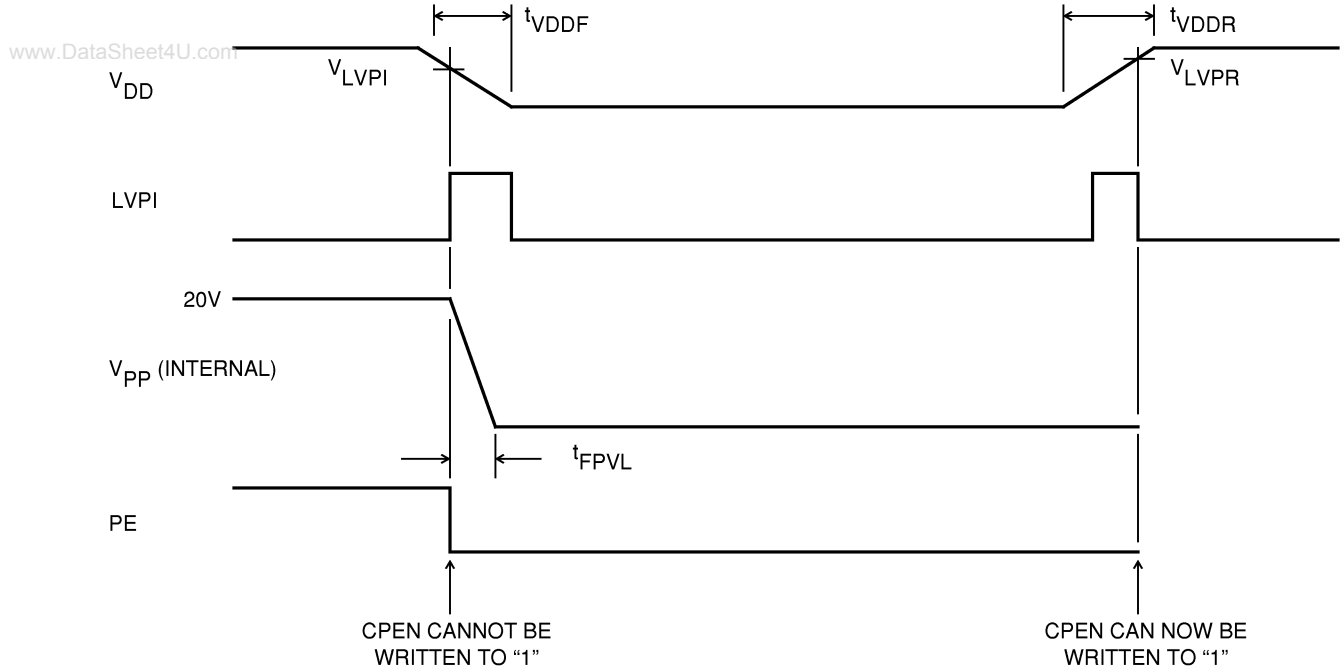 tVDDF
tVDDR
www.DataSheet4U.com
VDD
VLVPI
VLVPR
LVPI
20V
VPP (INTERNAL)
tFPVL
PE
CPEN CANNOT BE
WRITTEN TO “1”
CPEN CAN NOW BE
WRITTEN TO “1”